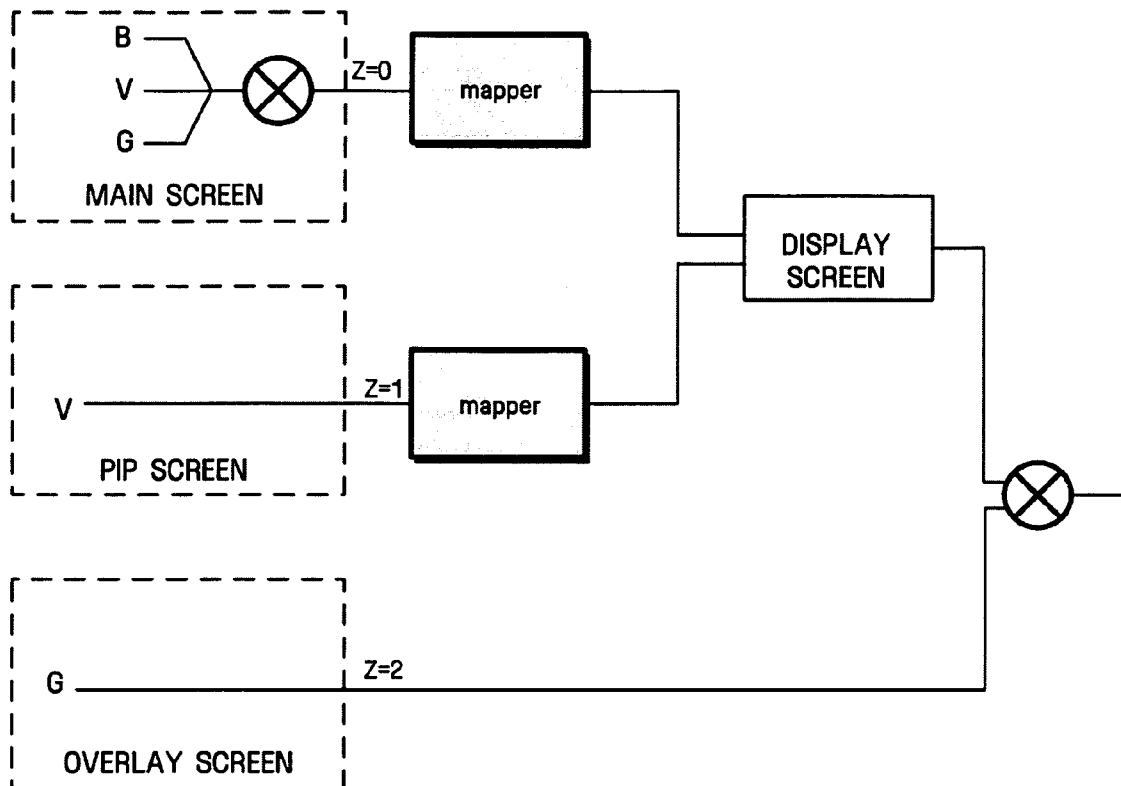 B
V
G
MAIN SCREEN
Z=0
mapper
DISPLAY
SCREEN
V
PIP SCREEN
Z=1
mapper
G
OVERLAY SCREEN
Z=2